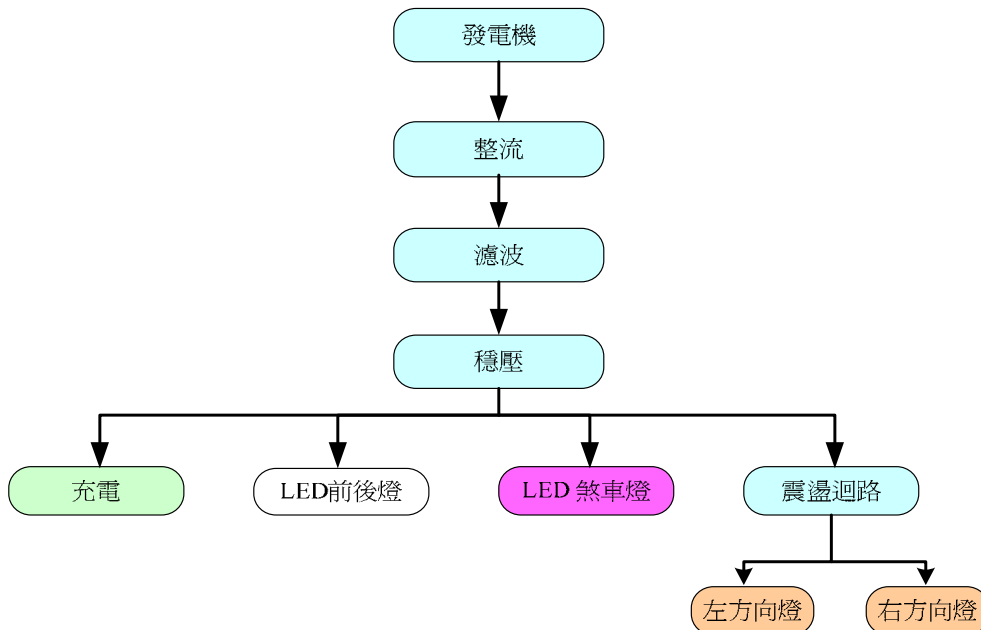 發電機
整流
濾波
穩壓
充電
LED前後燈
LED 煞車燈
震盪迴路
左方向燈
右方向燈